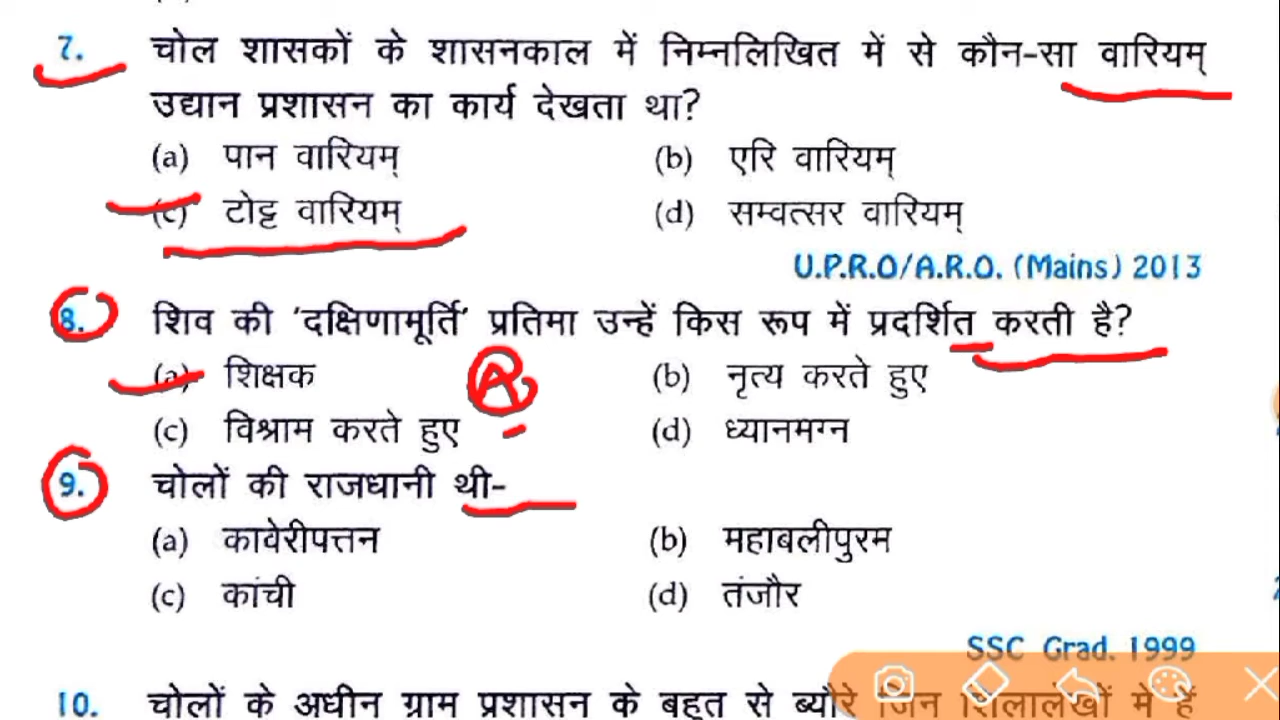 7. चोल शासकों के शासनकाल में निम्नलिखित में से कौन-सा वारियम्
उद्यान प्रशासन का कार्य देखता था?
(a) पान वारियम् (b) एरि वारियम्
(c) टोट्ट वारियम् (d) सम्वत्सर वारियम्
U.P.R.O/A.R.O. (Mains) 2013
8. शिव की 'दक्षिणामूर्ति' प्रतिमा उन्हें किस रूप में प्रदर्शित करती है?
(a) शिक्षक A (b) नृत्य करते हुए
(c) विश्राम करते हुए (d) ध्यानमग्न
9. चोलों की राजधानी थी-
(a) कावेरीपत्तन (b) महाबलीपुरम
(c) कांची (d) तंजौर
SSC Grad. 1999
10. चोलों के अधीन ग्राम प्रशासन के बहुत से ब्योरे जिन शिलालेखों में हैं